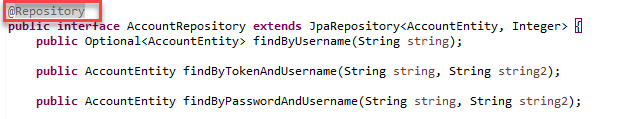 @Repository
public interface AccountRepository extends JpaRepository<AccountEntity, Integer> {
public Optional<AccountEntity> findByUsername(String string);
public AccountEntity findByTokenAndUsername(String string, String string2);
public AccountEntity findByPasswordAndUsername(String string, String string2);